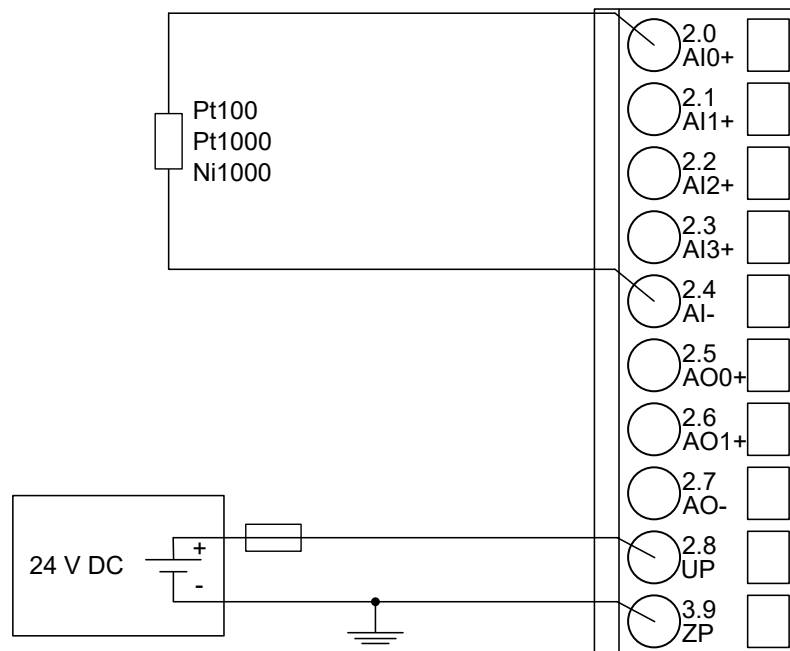 2.0
AI0+
2.1
AI1+
Pt100
Pt1000
Ni1000
2.2
AI2+
2.3
AI3+
2.4
AI-
2.5
AO0+
2.6
AO1+
2.7
AO-
24 V DC
+
-
2.8
UP
3.9
ZP